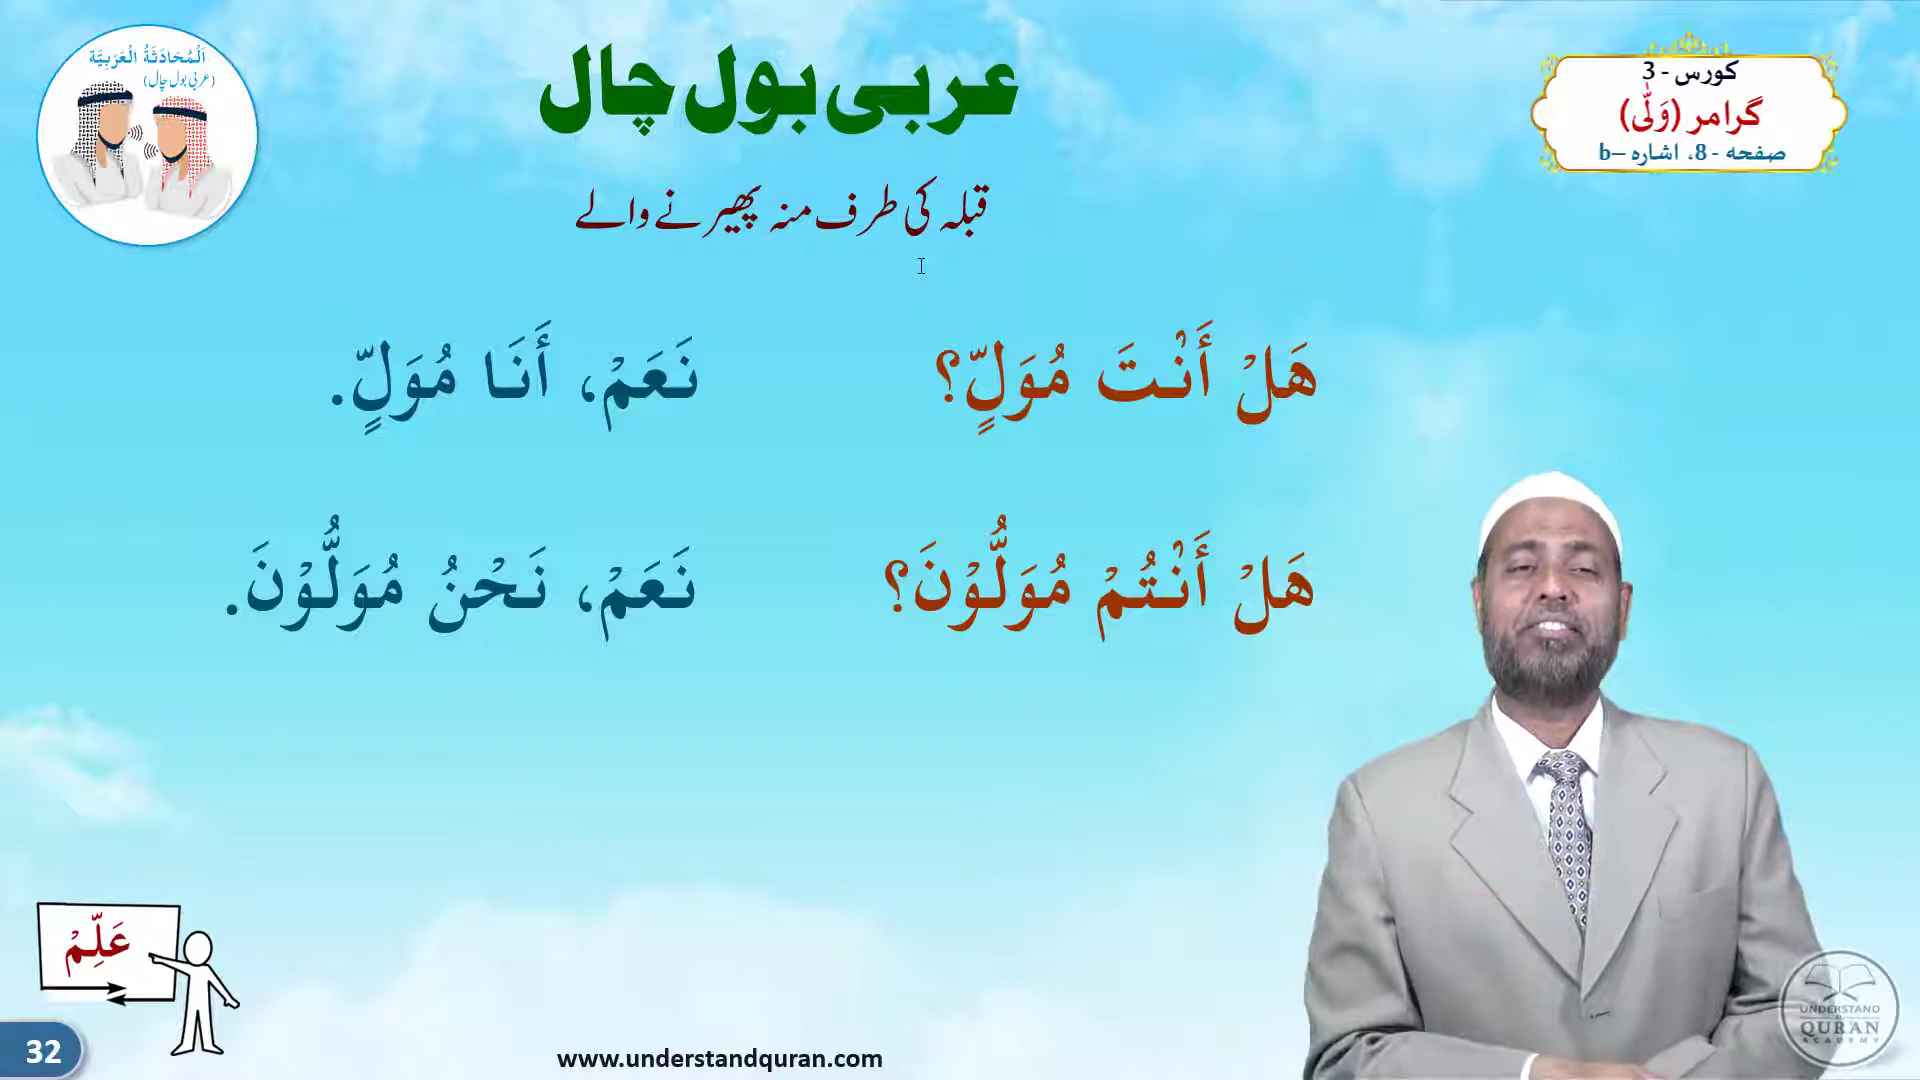 اَلْمُحَادَثَةُ الْعَرَبِيَّة
(عربی بول چال)
عربی بول چال
کورس - 3
گرامر (وَلّٰی)
صفحہ - 8، اشارہ – b
قبلہ کی طرف منہ پھیرنے والے
هَلْ أَنْتَ مُوَلٍّ؟
نَعَمْ، أَنَا مُوَلٍّ.
هَلْ أَنْتُمْ مُوَلُّوْنَ؟
نَعَمْ، نَحْنُ مُوَلُّوْنَ.
عَلِّمْ
32
www.understandquran.com
UNDERSTAND
QURAN
ACADEMY